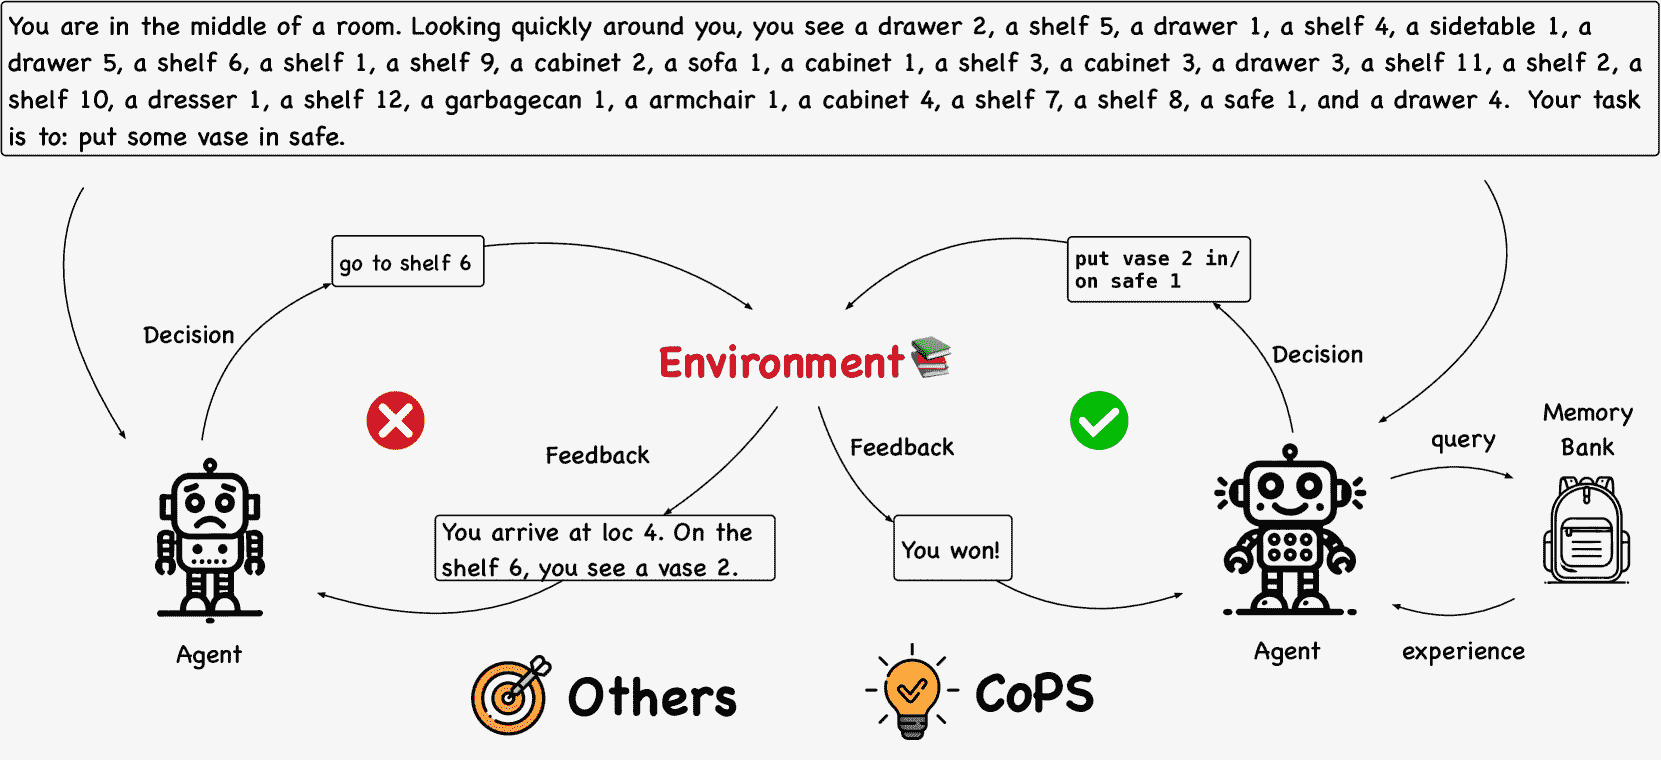 You are in the middle of a room. Looking quickly around you, you see a drawer 2, a shelf 5, a drawer 1, a shelf 4, a sidetable 1, a
drawer 5, a shelf 6, a shelf 1, a shelf 9, a cabinet 2, a sofa 1, a cabinet 1, a shelf 3, a cabinet 3, a drawer 3, a shelf 11, a shelf 2, a
shelf 10, a dresser 1, a shelf 12, a garbagecan 1, a armchair 1, a cabinet 4, a shelf 7, a shelf 8, a safe 1, and a drawer 4. Your task
is to: put some vase in safe.
go to shelf 6
put vase 2 in/
on safe 1
Decision
Decision
Environment
Memory
Bank
query
Feedback
Feedback
You arrive at loc 4. On the
shelf 6, you see a vase 2.
You won!
Agent
Agent
experience
Others
CoPS